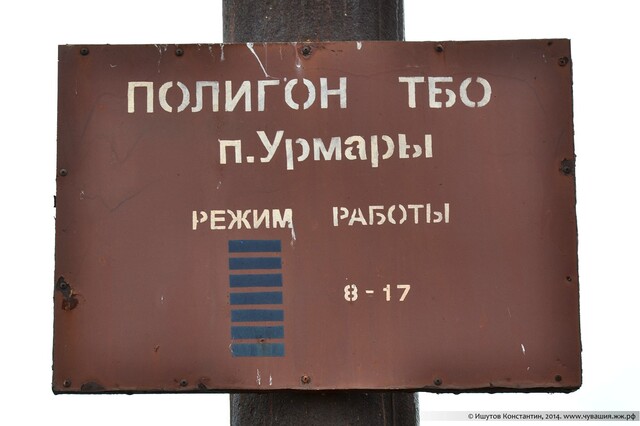 ПОЛИГОН ТБО
п.Урмары
РЕЖИМ РАБОТЫ
8-17
© Ишутов Константин, 2014. www.чувашия.жж.рф